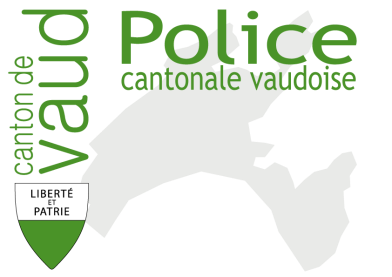 canton de
vaud
Police
cantonale vaudoise
LIBERTÉ
ET
PATRIE